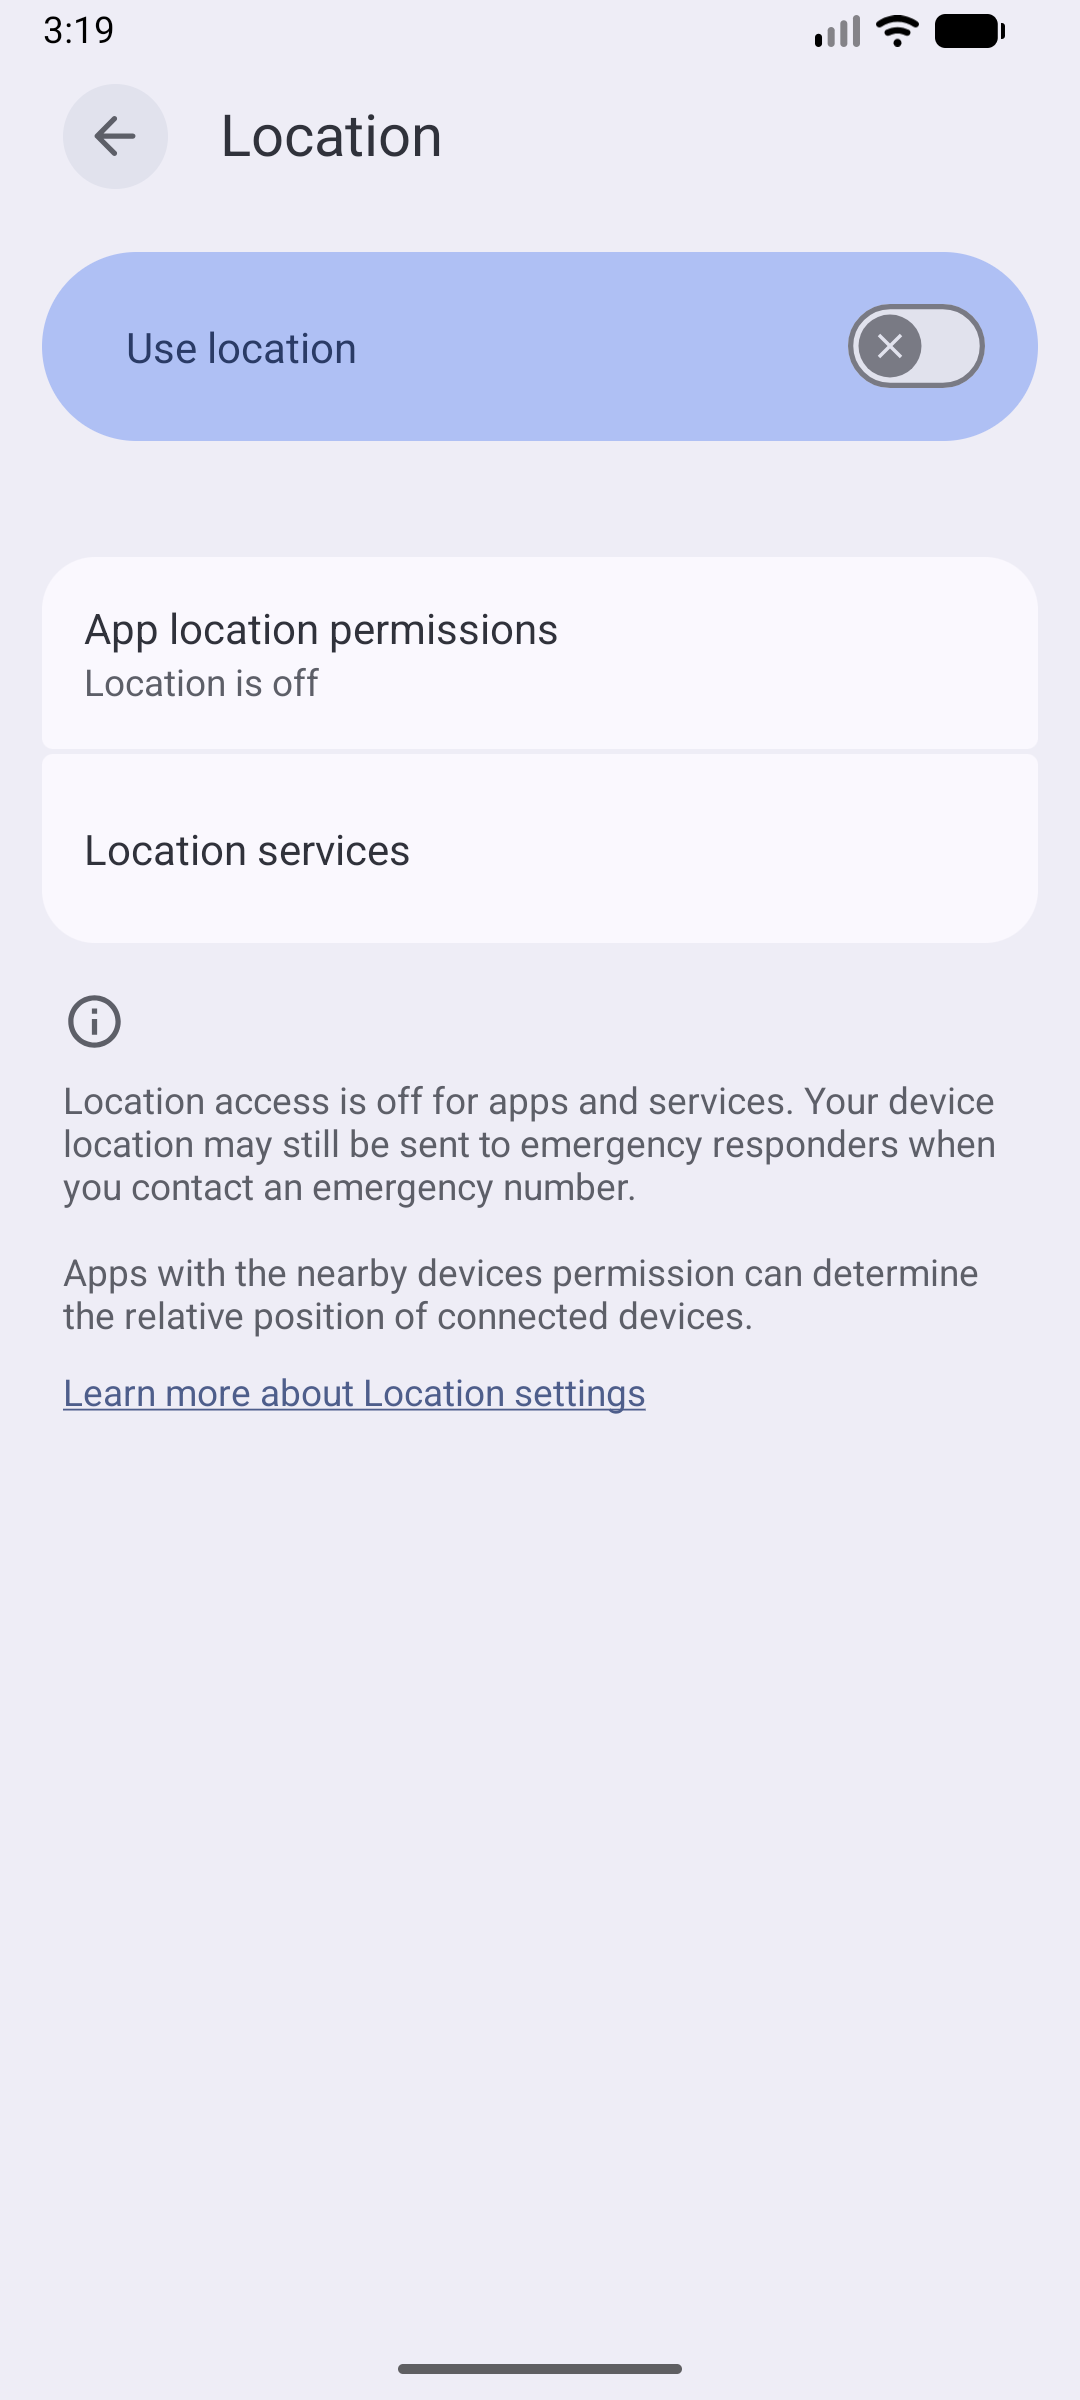 3:19
Location
Use location
App location permissions
Location is off
Location services
Location access is off for apps and services. Your device
location may still be sent to emergency responders when
you contact an emergency number.
Apps with the nearby devices permission can determine
the relative position of connected devices.
Learn more about Location settings